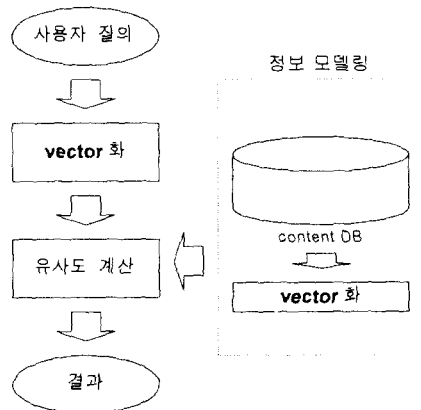 사용자 질의
정보 모델링
vector 화
content DB
유사도 계산
vector 화
결과